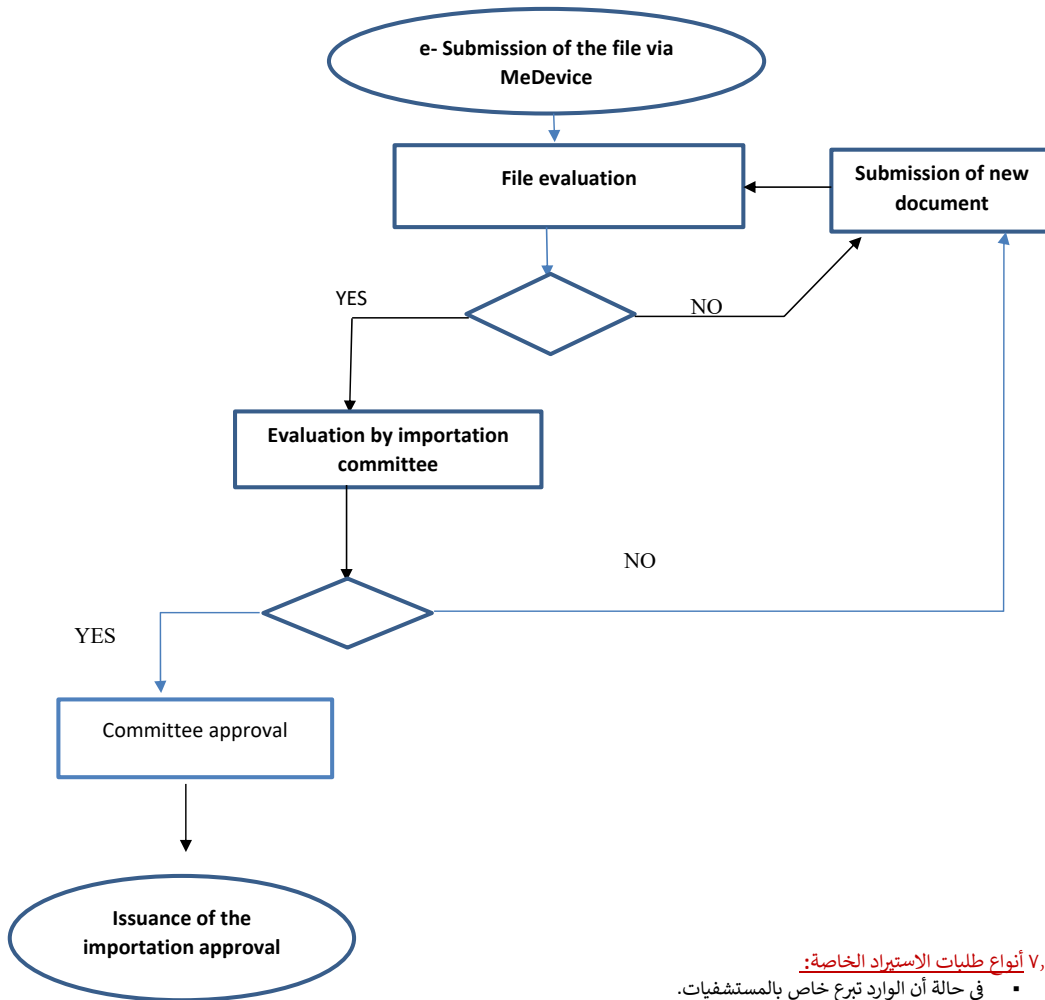 e- Submission of the file via
MeDevice
File evaluation
Submission of new
document
YES
NO
Evaluation by importation
committee
NO
YES
Committee approval
Issuance of the
importation approval
٧, أنواع طلبات الاستيراد الخاصة:
▪ في حالة أن الوارد تبرع خاص بالمستشفيات.